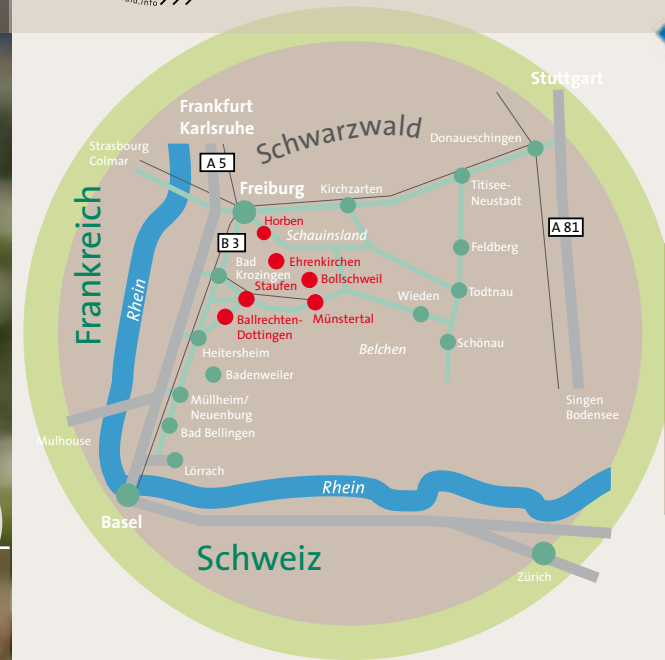 Stuttgart
Frankfurt
Karlsruhe
Schwarzwald
Donaueschingen
Strasbourg
Colmar
A 5
Freiburg
Kirchzarten
Titisee-
Neustadt
Frankreich
Horben
Schauinsland
A 81
B 3
Feldberg
Bad
Krozingen
Ehrenkirchen
Bollschweil
Staufen
Rhein
Wieden
Todtnau
Ballrechten-
Dottingen
Münstertal
Belchen
Schönau
Heitersheim
Badenweiler
Müllheim/
Neuenburg
Singen
Bodensee
Mulhouse
Bad Bellingen
Lörrach
Rhein
Basel
Schweiz
Zürich